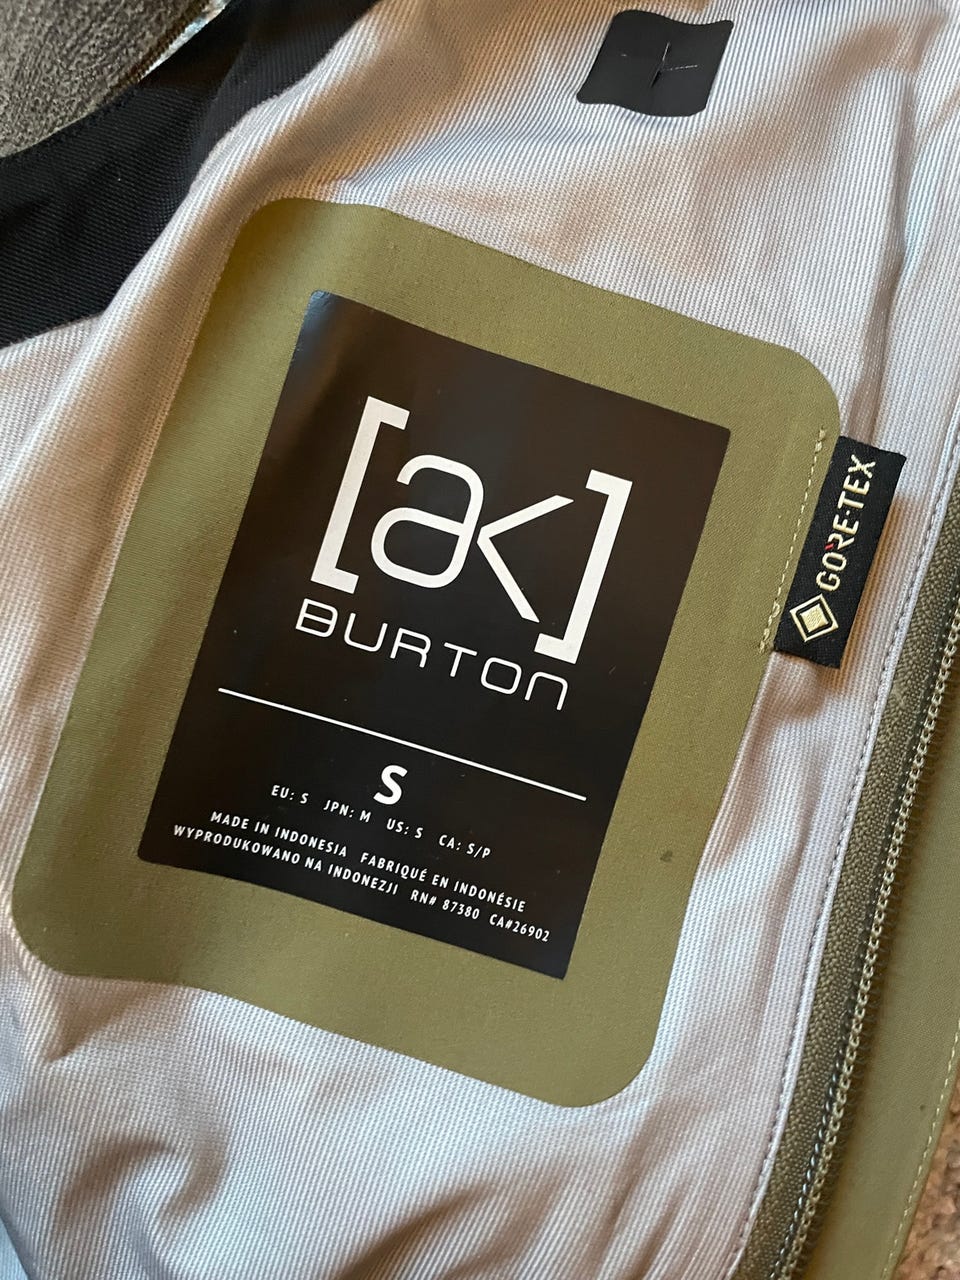 [ak]
BURTON
GORE-TEX
S
EU: S JPN: M US: S CA: S/P
MADE IN INDONESIA FABRIQUÉ EN INDONÉSIE
WYPRODUKOWANO NA INDONEZJI RN# 87380 CA#26902